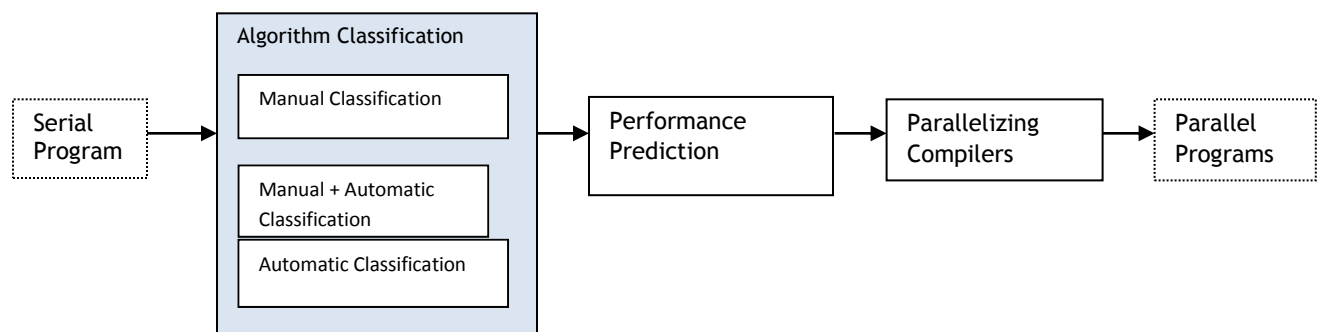 Algorithm Classification
Manual Classification
Serial
Program
Performance
Prediction
Parallelizing
Compilers
Parallel
Programs
Manual + Automatic
Classification
Automatic Classification